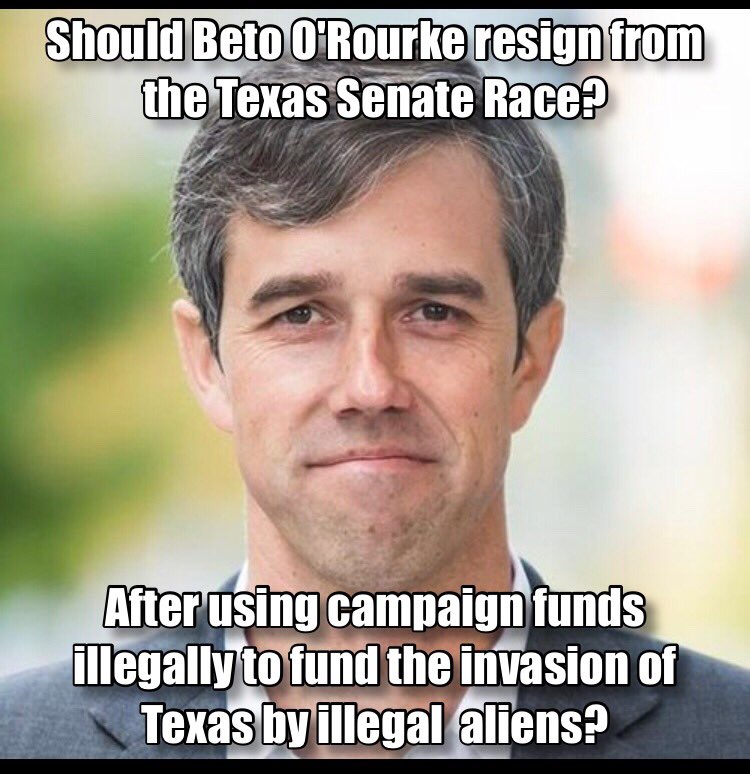 Should Beto O'Rourke resign from
the Texas Senate Race?
After using campaign funds
illegally to fund the invasion of
Texas by illegal aliens?